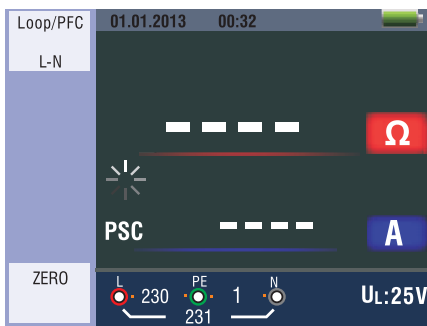 Loop/PFC
01.01.2013 00:32
L-N
---- Ω
PSC ---- A
ZERO
L PE N
230 1
231
UL:25V